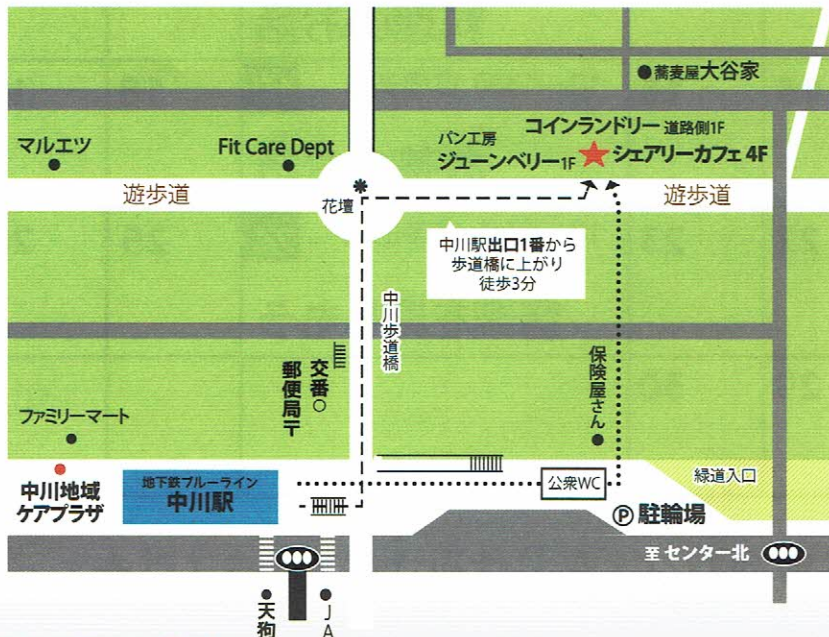 蕎麦屋大谷家
コインランドリー 道路側1F
パン工房
ジューンベリー1F
シェアリーカフェ 4F
マルエツ
Fit Care Dept
遊歩道
花壇
遊歩道
中川駅出口1番から
歩道橋に上がり
徒歩3分
中川歩道橋
交番
郵便局〒
保険屋さん
ファミリーマート
中川地域
ケアプラザ
地下鉄ブルーライン
中川駅
公衆WC
緑道入口
Ⓟ 駐輪場
至 センター北
天狗
JA